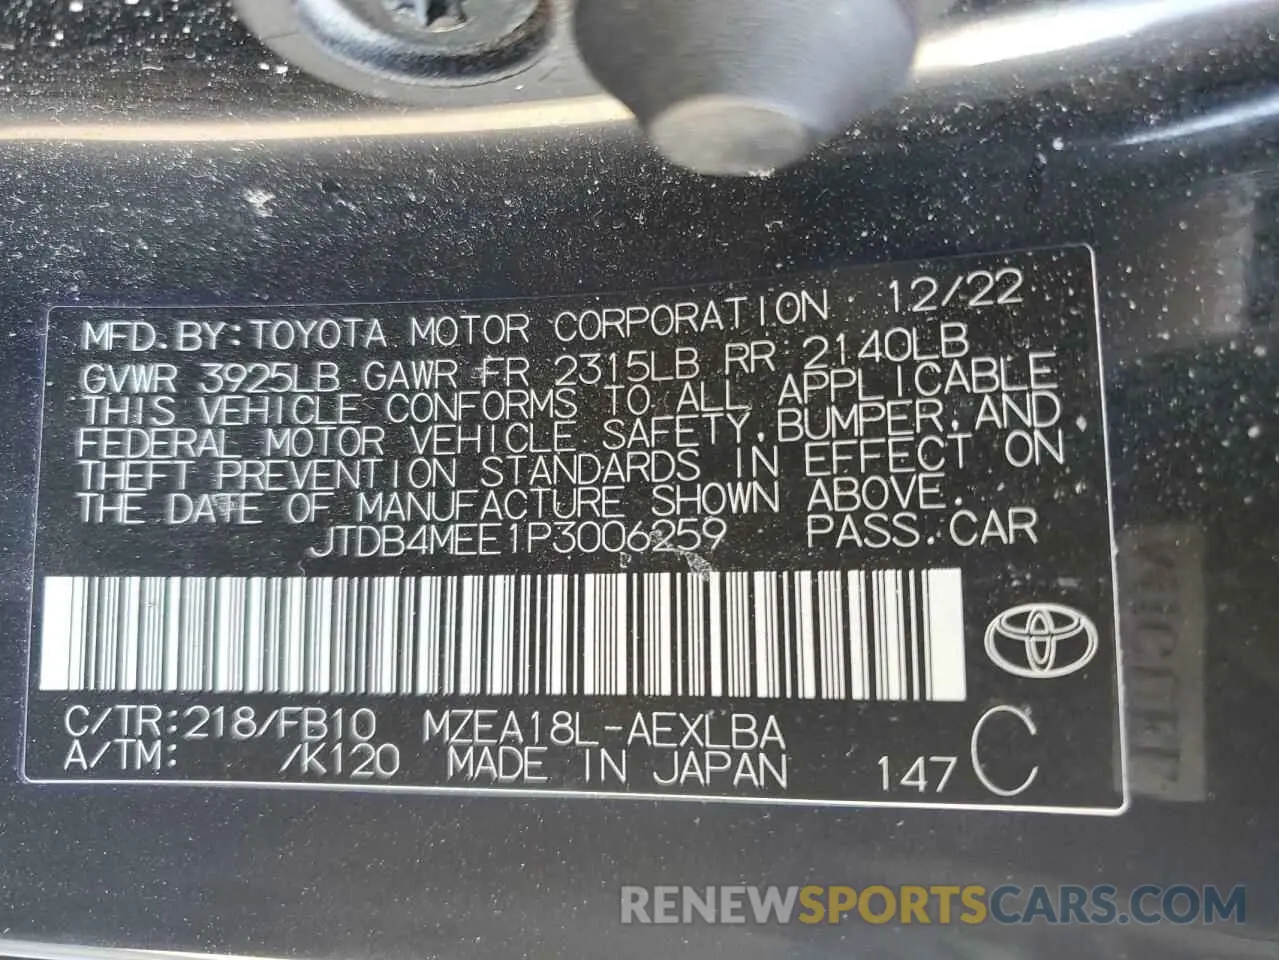 MFD.BY:TOYOTA MOTOR CORPORATION 12/22
GVWR 3925LB GAWR FR 2315LB RR 2140LB
THIS VEHICLE CONFORMS TO ALL APPLICABLE
FEDERAL MOTOR VEHICLE SAFETY,BUMPER,AND,
THEFT PREVENTION STANDARDS IN EFFECT ON
THE DATE OF MANUFACTURE SHOWN ABOVE.
JTDB4MEE1P3006259 PASS.CAR
C/TR:218/FB10 MZEA18L-AEXLBA
A/TM: /K120 MADE IN JAPAN 147 C
RENEWSPORTSCARS.COM